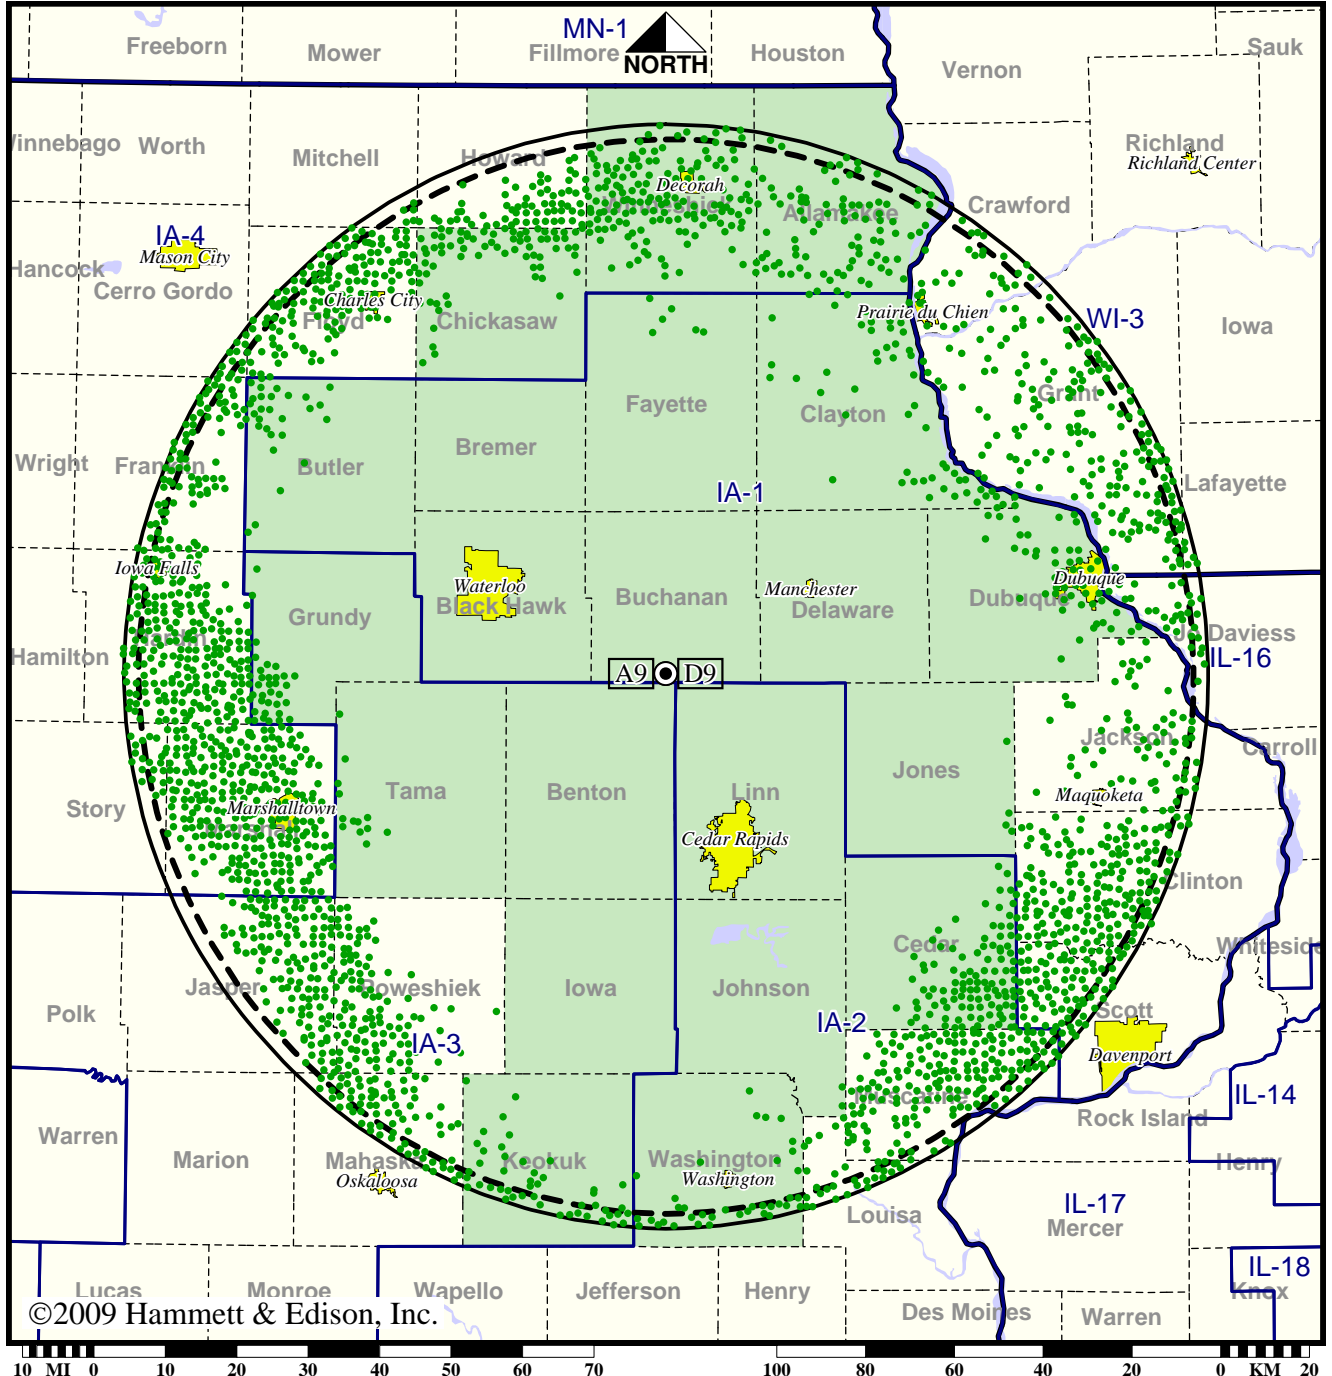 MN-1
Freeborn
Mower
Fillmore
NORTH
Houston
Vernon
Sauk
Winnebago
Worth
Mitchell
Howard
Decorah
Winneshiek
Allamakee
Crawford
Richland
Richland Center
IA-4
Mason City
Hancock
Cerro Gordo
Charles City
Floyd
Chickasaw
Prairie du Chien
WI-3
Iowa
Fayette
Clayton
Grant
Wright
Franklin
Butler
Bremer
IA-1
Lafayette
Iowa Falls
Waterloo
Black Hawk
Buchanan
Manchester
Delaware
Dubuque
Dubuque
Grundy
Hardin
Hamilton
A9
D9
Jo Daviess
IL-16
Jackson
Carroll
Story
Marshalltown
Marshall
Tama
Benton
Linn
Cedar Rapids
Jones
Maquoketa
Clinton
Cedar
Whiteside
Jasper
Poweshiek
Iowa
Johnson
Polk
IA-3
IA-2
Scott
Davenport
Muscatine
Rock Island
IL-14
Warren
Marion
Mahaska
Oskaloosa
Keokuk
Washington
Washington
Henry
Louisa
IL-17
Mercer
IL-18
Knox
Lucas
Monroe
Wapello
Jefferson
Henry
Des Moines
Warren
©2009 Hammett & Edison, Inc.
10 MI 0 10 20 30 40 50 60 70 100 80 60 40 20 0 KM 20